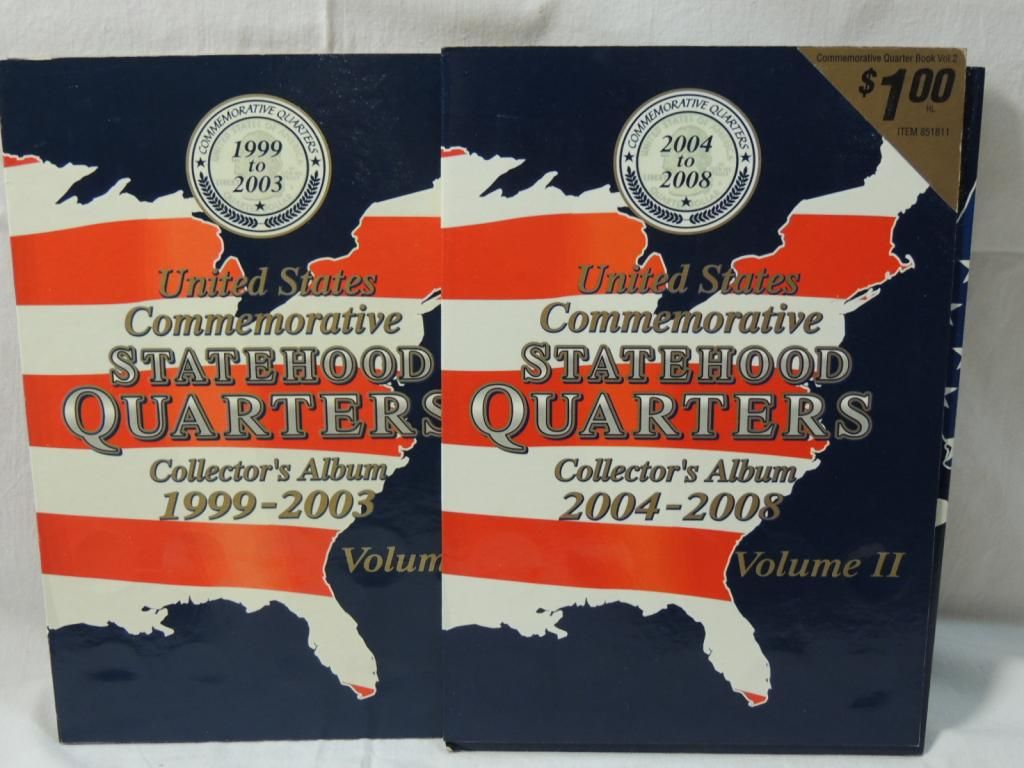 COMMEMORATIVE QUARTERS
1999
to
2003
United States
Commemorative
STATEHOOD
QUARTERS
Collector's Album
1999-2003
Volum
Commemorative Quarter Book Vol.2
$1.00
HL
ITEM 851811
COMMEMORATIVE QUARTERS
2004
to
2008
United States
Commemorative
STATEHOOD
QUARTERS
Collector's Album
2004-2008
Volume II